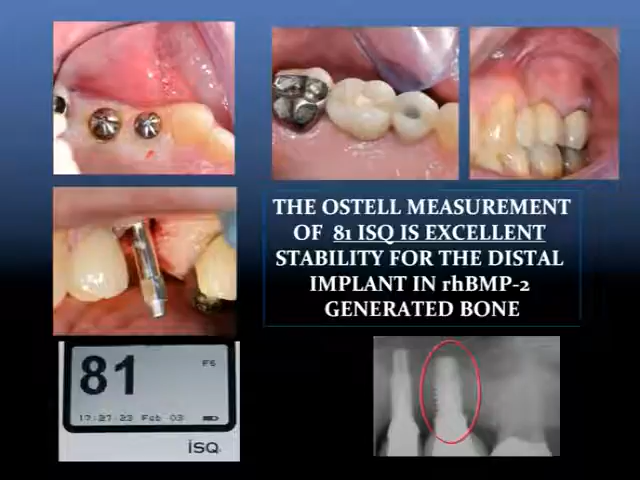 THE OSTELL MEASUREMENT
OF 81 ISQ IS EXCELLENT
STABILITY FOR THE DISTAL
IMPLANT IN rhBMP-2
GENERATED BONE
81
F6
17:27:23 Feb 03
isq